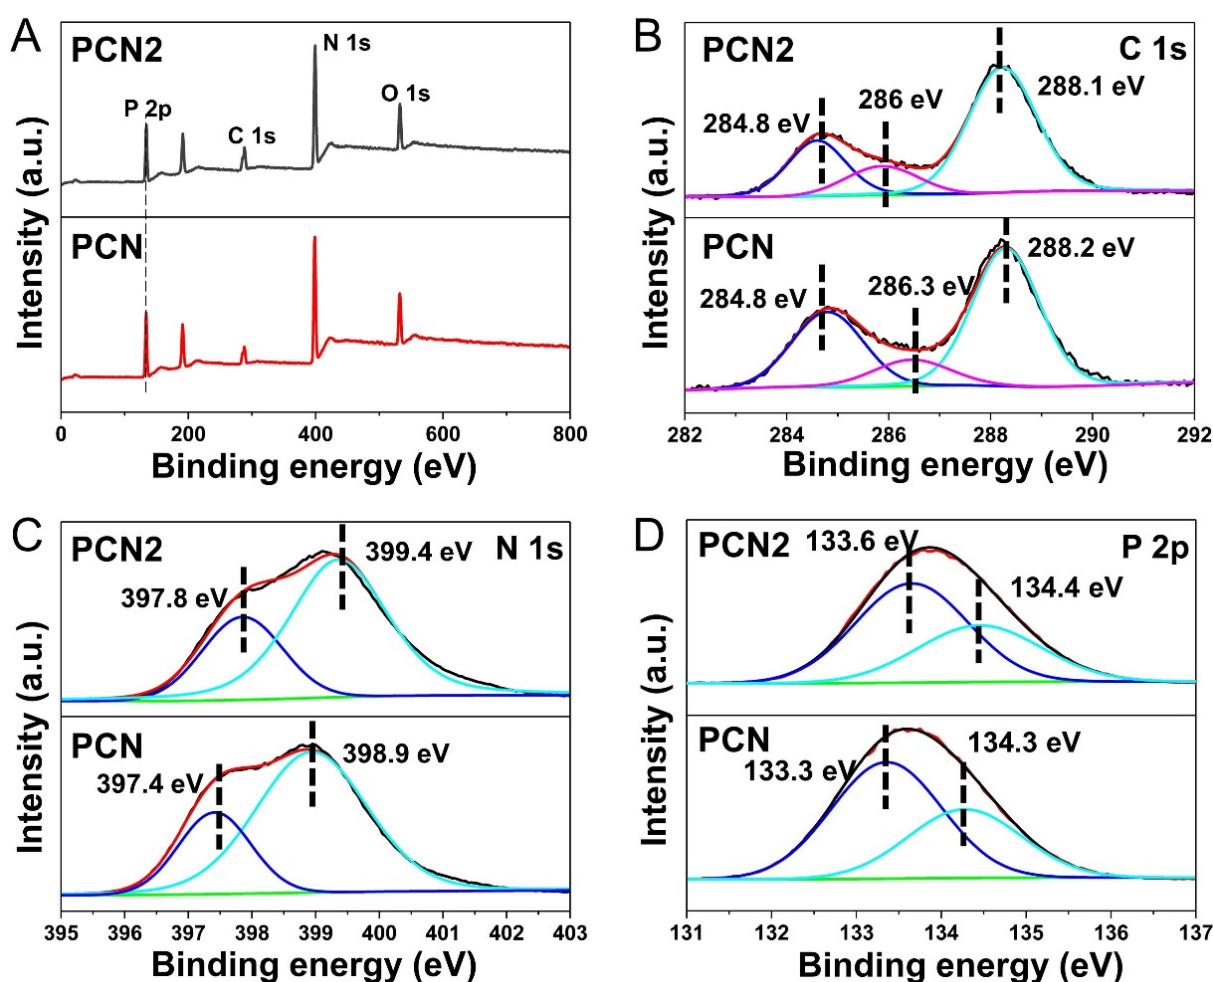 A
PCN2
P 2p
C 1s
N 1s
O 1s
PCN
Intensity (a.u.)
0 200 400 600 800
Binding energy (eV)
B
PCN2
C 1s
284.8 eV
286 eV
288.1 eV
PCN
284.8 eV
286.3 eV
288.2 eV
Intensity (a.u.)
282 284 286 288 290 292
Binding energy (eV)
C
PCN2
N 1s
397.8 eV
399.4 eV
PCN
397.4 eV
398.9 eV
Intensity (a.u.)
395 396 397 398 399 400 401 402 403
Binding energy (eV)
D
PCN2
P 2p
133.6 eV
134.4 eV
PCN
133.3 eV
134.3 eV
Intensity (a.u.)
131 132 133 134 135 136 137
Binding energy (eV)